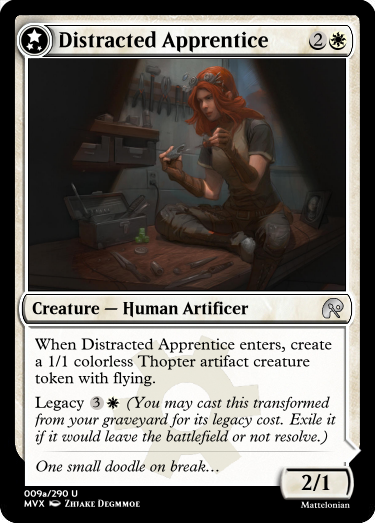 Distracted Apprentice 2
Creature — Human Artificer
When Distracted Apprentice enters, create
a 1/1 colorless Thopter artifact creature
token with flying.
Legacy 3 (You may cast this transformed
from your graveyard for its legacy cost. Exile it
if it would leave the battlefield or not resolve.)
One small doodle on break…
2/1
009a/290 U
MVX Zhiake Degmmoe
Mattelonian